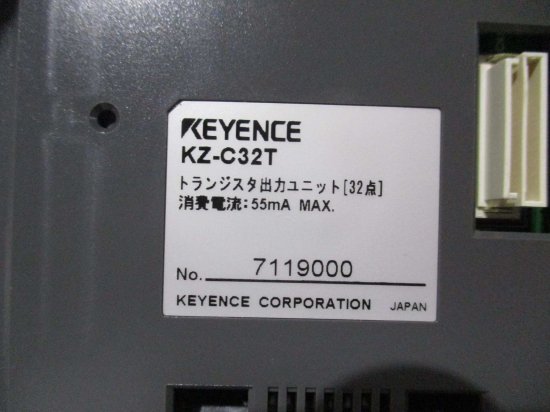 KEYENCE
KZ-C32T
トランジスタ出力ユニット[32点]
消費電流:55mA MAX.
No. 7119000
KEYENCE CORPORATION JAPAN